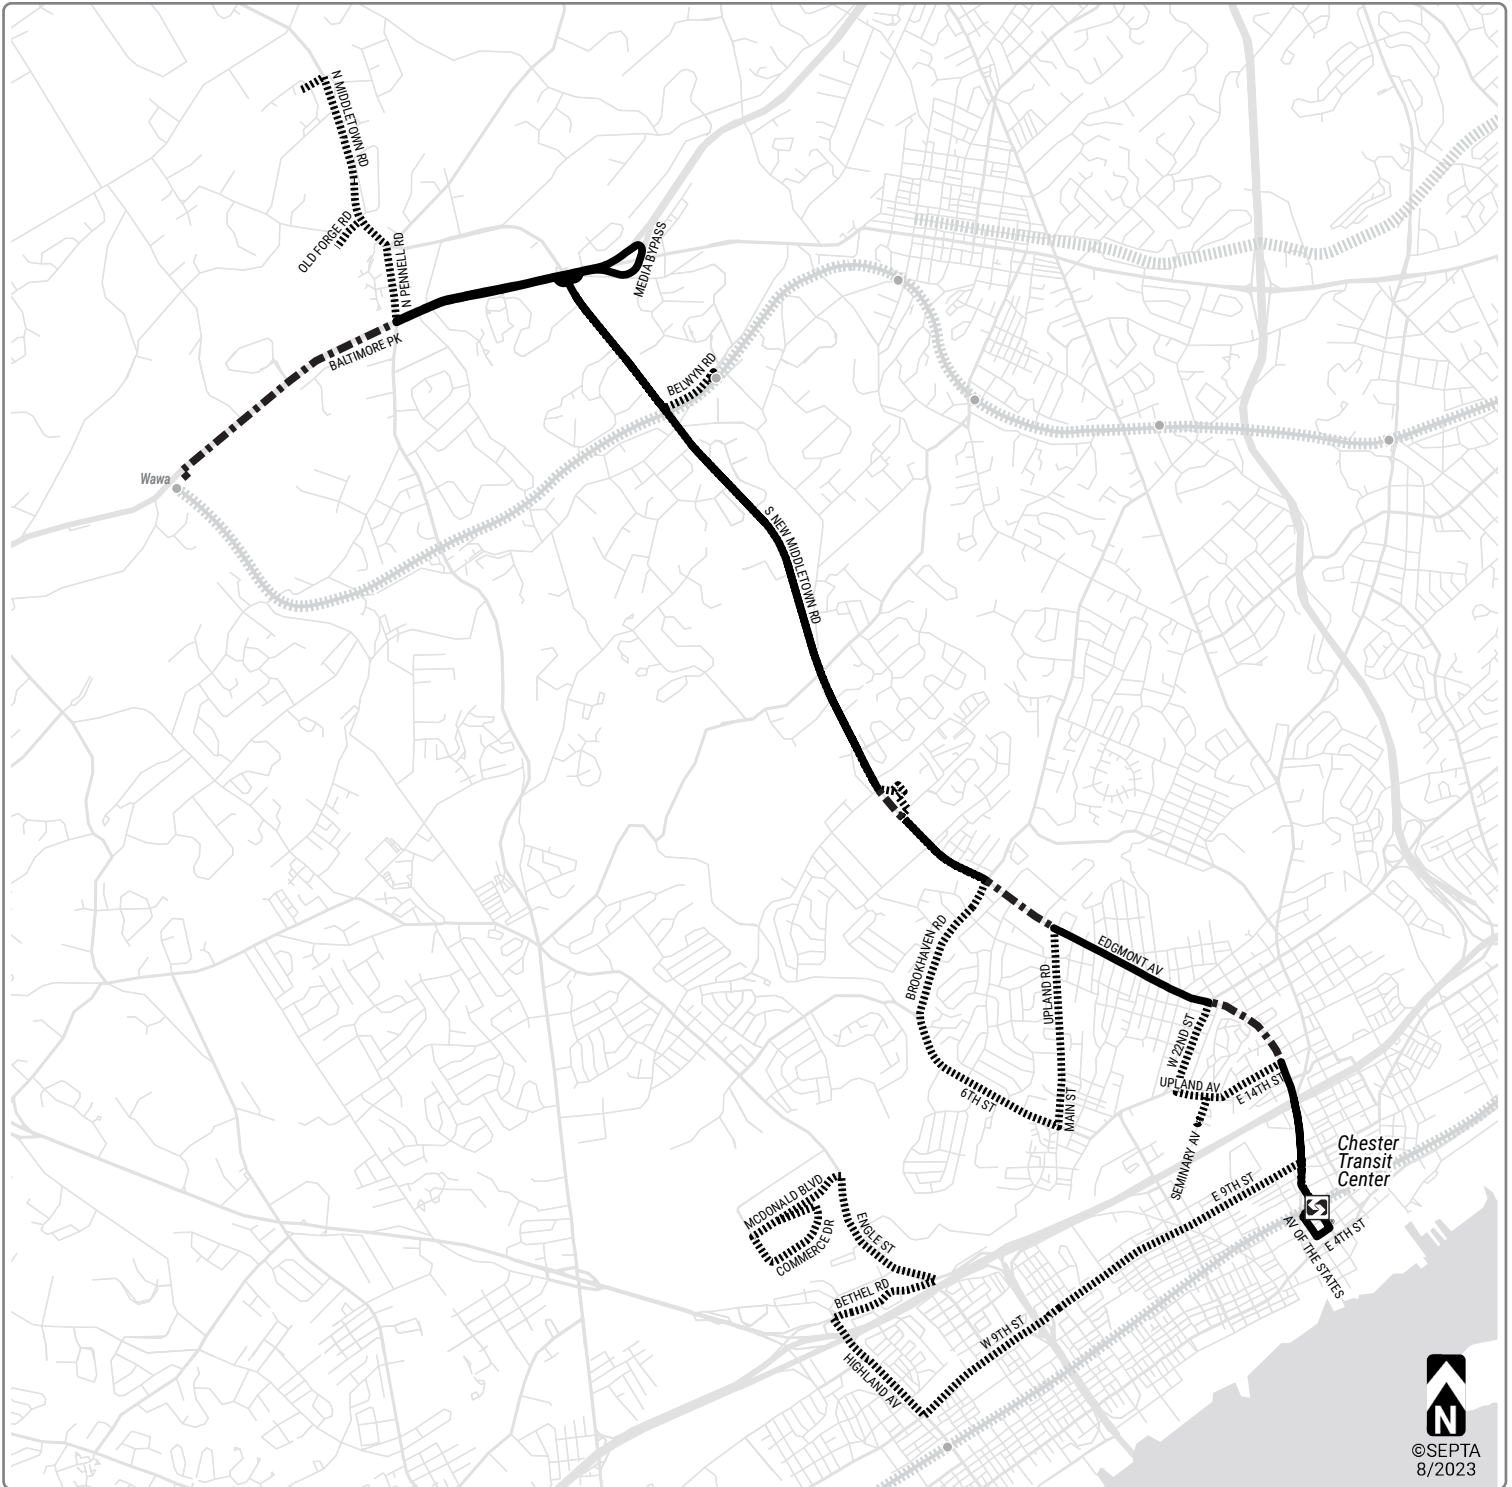 N MIDDLETOWN RD
OLD FORGE RD
N PENNELL RD
MEDIA BYPASS
BALTIMORE PK
BELWYN RD
Wawa
S NEW MIDDLETOWN RD
BROOKHAVEN RD
UPLAND RD
EDGMONT AV
W 22ND ST
UPLAND AV
E 14TH ST
6TH ST
MAIN ST
SEMINARY AV
Chester
Transit
Center
E 9TH ST
MCDONALD BLVD
COMMERCE DR
ENGLE ST
AV OF THE STATES
E 4TH ST
BETHEL RD
W 9TH ST
HIGHLAND AV
N
©SEPTA
8/2023